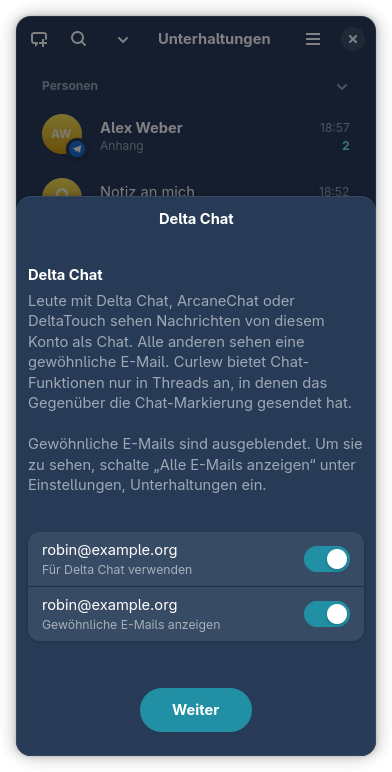 Unterhaltungen
Personen
AW
Alex Weber
18:57
Anhang
2
Notiz an mich
18:52
Delta Chat
Delta Chat
Leute mit Delta Chat, ArcaneChat oder
DeltaTouch sehen Nachrichten von diesem
Konto als Chat. Alle anderen sehen eine
gewöhnliche E-Mail. Curlew bietet Chat-
Funktionen nur in Threads an, in denen das
Gegenüber die Chat-Markierung gesendet hat.
Gewöhnliche E-Mails sind ausgeblendet. Um sie
zu sehen, schalte „Alle E-Mails anzeigen“ unter
Einstellungen, Unterhaltungen ein.
robin@example.org
Für Delta Chat verwenden
robin@example.org
Gewöhnliche E-Mails anzeigen
Weiter